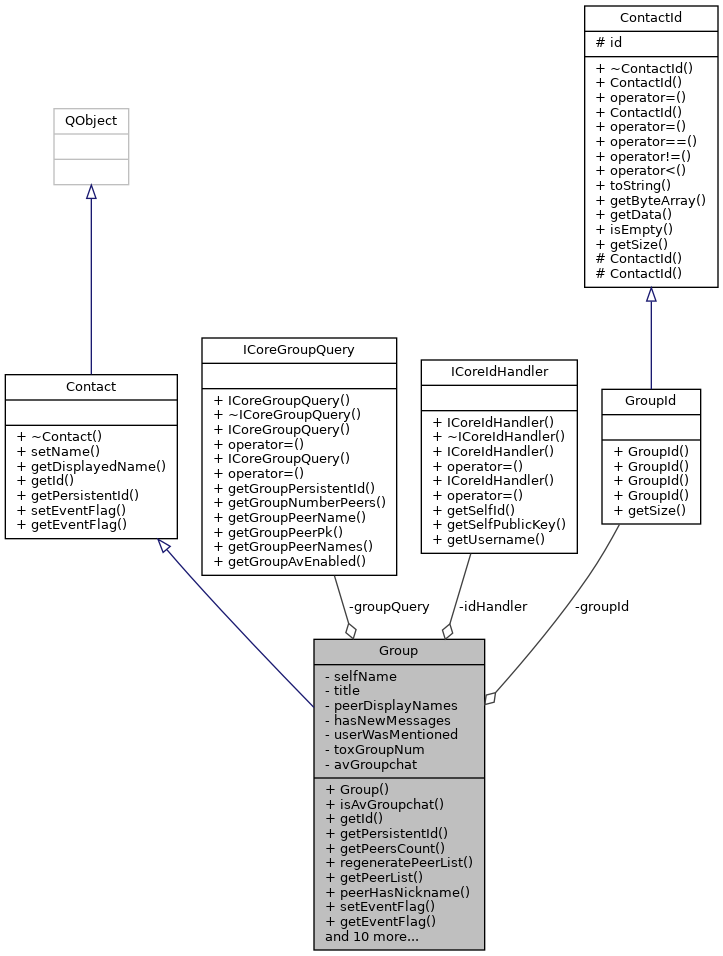 ContactId
# id
+ ~ContactId()
+ ContactId()
+ operator=()
+ ContactId()
+ operator=()
+ operator==()
+ operator!=()
+ operator<()
+ toString()
+ getByteArray()
+ getData()
+ isEmpty()
+ getSize()
# ContactId()
# ContactId()
QObject
Contact
+ ~Contact()
+ setName()
+ getDisplayedName()
+ getId()
+ getPersistentId()
+ setEventFlag()
+ getEventFlag()
ICoreGroupQuery
+ ICoreGroupQuery()
+ ~ICoreGroupQuery()
+ ICoreGroupQuery()
+ operator=()
+ ICoreGroupQuery()
+ operator=()
+ getGroupPersistentId()
+ getGroupNumberPeers()
+ getGroupPeerName()
+ getGroupPeerPk()
+ getGroupPeerNames()
+ getGroupAvEnabled()
ICoreIdHandler
+ ICoreIdHandler()
+ ~ICoreIdHandler()
+ ICoreIdHandler()
+ operator=()
+ ICoreIdHandler()
+ operator=()
+ getSelfId()
+ getSelfPublicKey()
+ getUsername()
GroupId
+ GroupId()
+ GroupId()
+ GroupId()
+ GroupId()
+ getSize()
-groupQuery
-idHandler
-groupId
Group
- selfName
- title
- peerDisplayNames
- hasNewMessages
- userWasMentioned
- toxGroupNum
- avGroupchat
+ Group()
+ isAvGroupchat()
+ getId()
+ getPersistentId()
+ getPeersCount()
+ regeneratePeerList()
+ getPeerList()
+ peerHasNickname()
+ setEventFlag()
+ getEventFlag()
and 10 more...